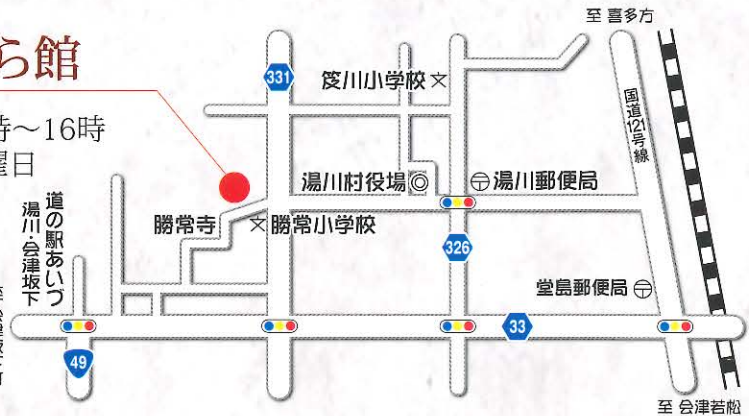 至 喜多方
ら館
時～16時
曜日
331
笈川小学校
国道121号線
湯川村役場
湯川郵便局
道の駅あいづ
湯川・会津坂下
勝常寺
勝常小学校
326
堂島郵便局
33
49
至 会津若松